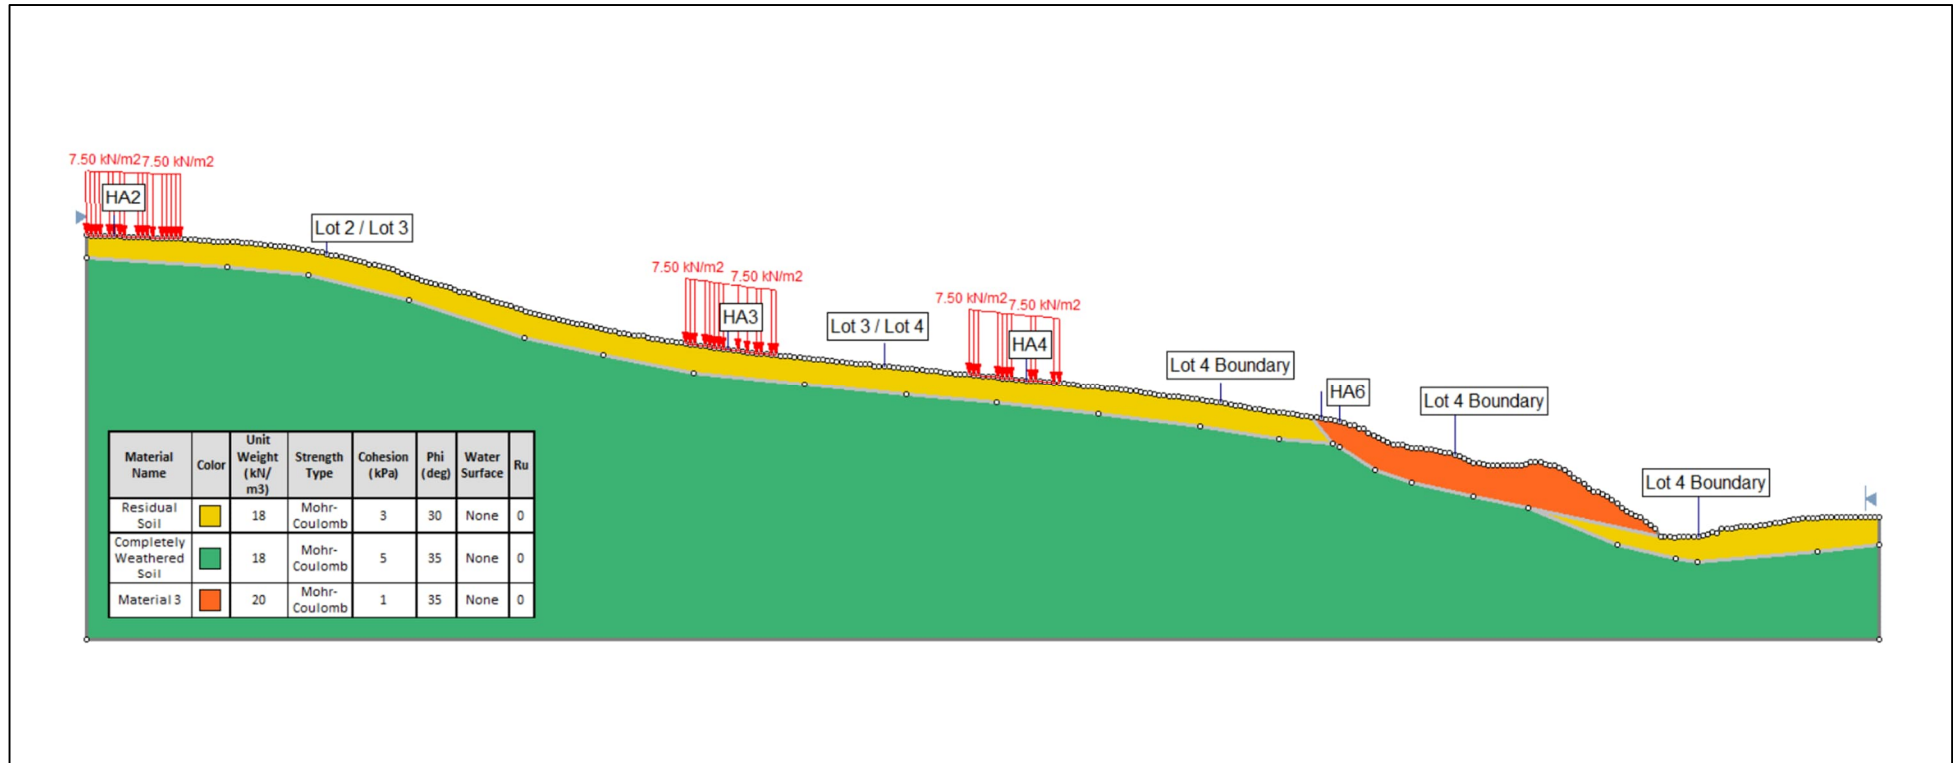 7.50 kN/m2 7.50 kN/m2
HA2
Lot 2 / Lot 3
7.50 kN/m2 7.50 kN/m2
HA3
Lot 3 / Lot 4
7.50 kN/m2 7.50 kN/m2
HA4
Lot 4 Boundary
HA6
Lot 4 Boundary
Lot 4 Boundary
Material Name Color Unit Weight (kN/ m3) Strength Type Cohesion (kPa) Phi (deg) Water Surface Ru
Residual Soil 18 Mohr-Coulomb 3 30 None 0
Completely Weathered Soil 18 Mohr-Coulomb 5 35 None 0
Material 3 20 Mohr-Coulomb 1 35 None 0